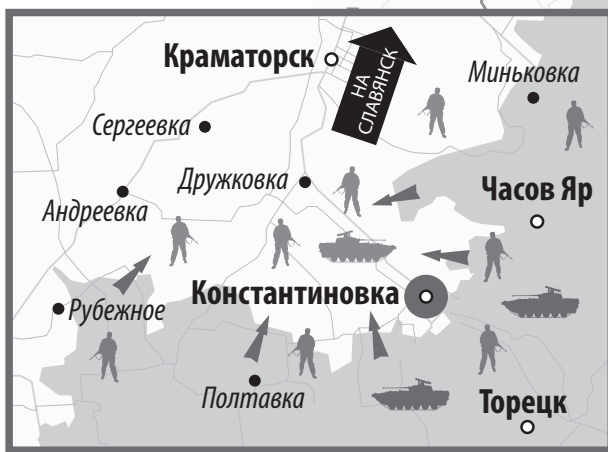 Краматорск
НА
СЛАВЯНСК
Миньковка
Сергеевка
Дружковка
Часов Яр
Андреевка
Константиновка
Рубежное
Полтавка
Торецк